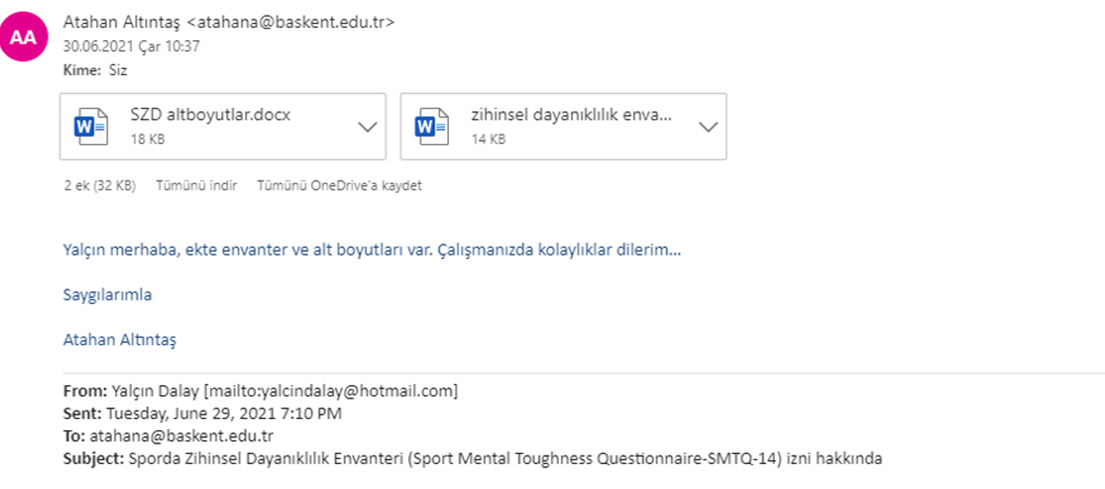 AA
Atahan Altıntaş <atahana@baskent.edu.tr>
30.06.2021 Çar 10:37
Kime: Siz
SZD altboyutlar.docx
18 KB
zihinsel dayanıklılık enva...
14 KB
2 ek (32 KB) Tümünü indir Tümünü OneDrive'a kaydet
Yalçın merhaba, ekte envanter ve alt boyutları var. Çalışmanızda kolaylıklar dilerim...
Saygılarımla
Atahan Altıntaş
From: Yalçın Dalay [mailto:yalcindalay@hotmail.com]
Sent: Tuesday, June 29, 2021 7:10 PM
To: atahana@baskent.edu.tr
Subject: Sporda Zihinsel Dayanıklılık Envanteri (Sport Mental Toughness Questionnaire-SMTQ-14) izni hakkında